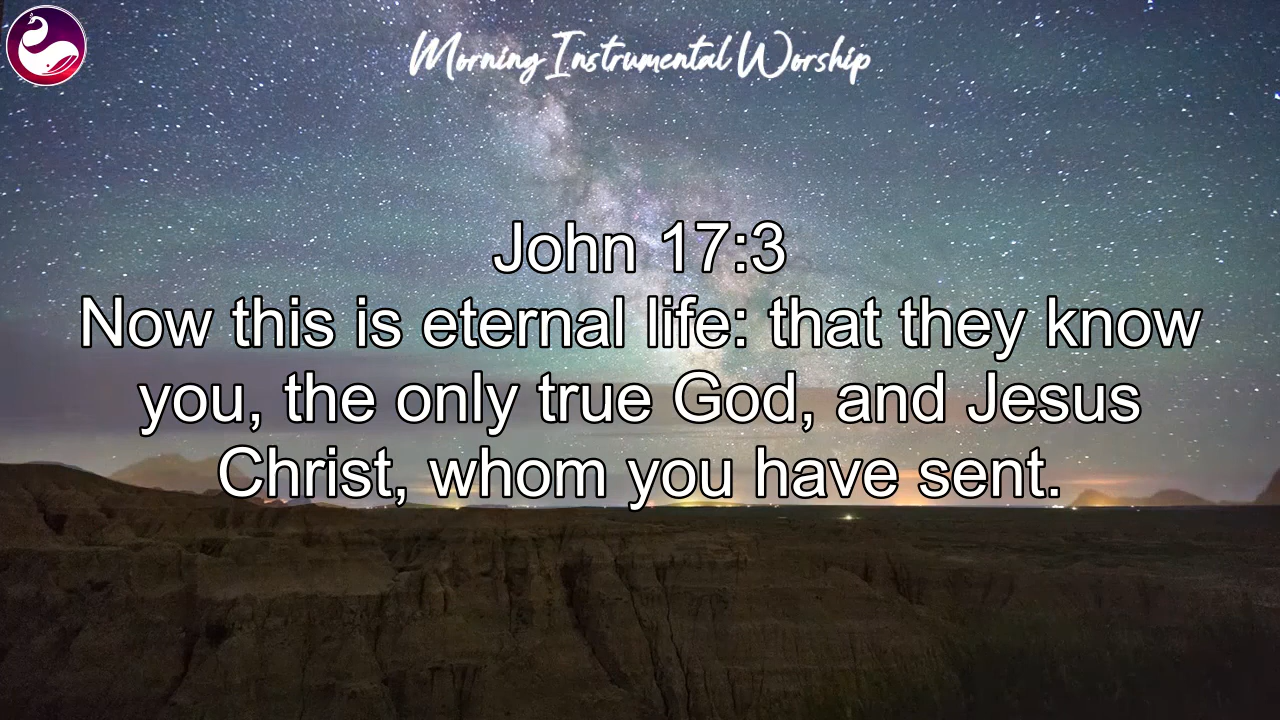 Morning Instrumental Worship
John 17:3
Now this is eternal life: that they know
you, the only true God, and Jesus
Christ, whom you have sent.